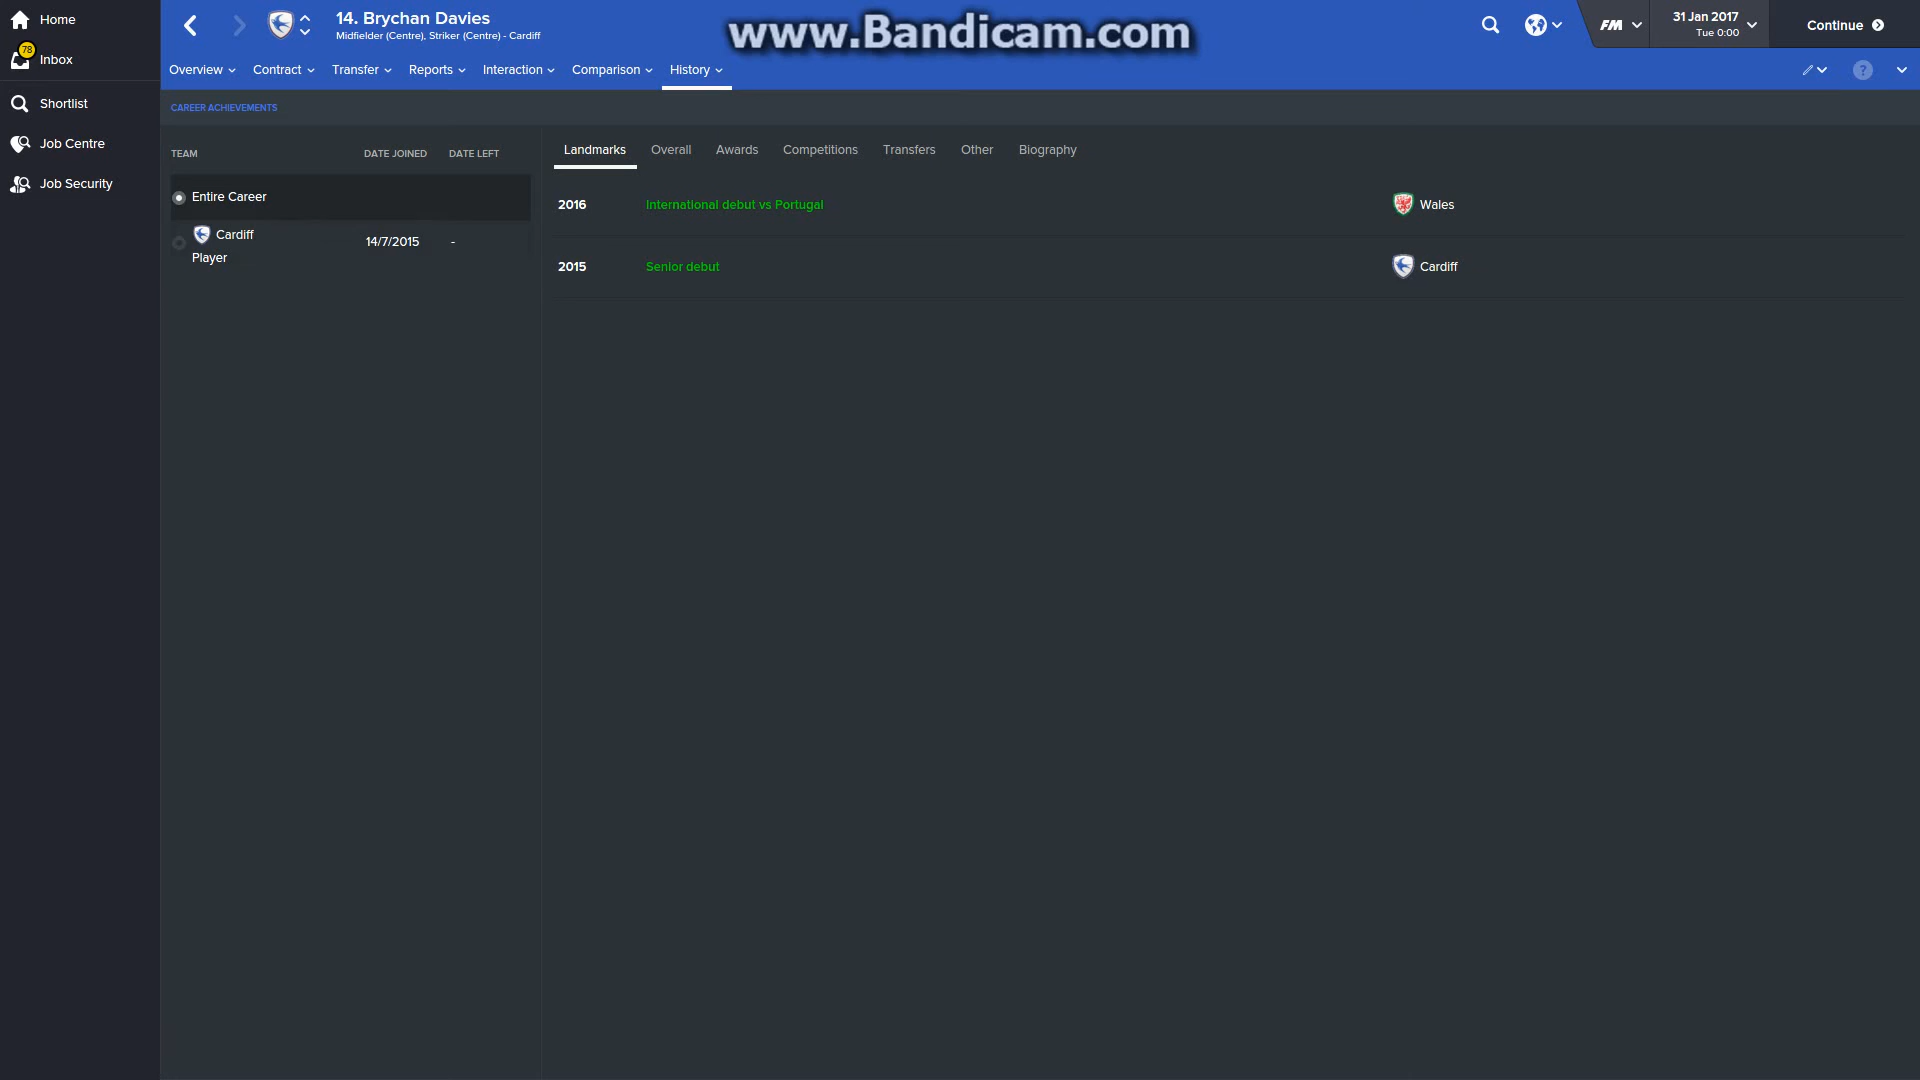 Home
78
Inbox
Shortlist
Job Centre
Job Security
14. Brychan Davies
Midfielder (Centre), Striker (Centre) - Cardiff
www.Bandicam.com
FM
31 Jan 2017
Tue 0:00
Continue
Overview
Contract
Transfer
Reports
Interaction
Comparison
History
?
CAREER ACHIEVEMENTS
TEAM DATE JOINED DATE LEFT
Entire Career
Cardiff
Player
14/7/2015 -
Landmarks Overall Awards Competitions Transfers Other Biography
2016 International debut vs Portugal Wales
2015 Senior debut Cardiff